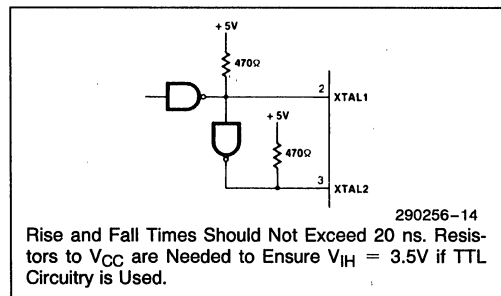 + 5V
470Ω
2
XTAL1
+ 5V
470Ω
3
XTAL2
290256–14
Rise and Fall Times Should Not Exceed 20 ns. Resis-
tors to VCC are Needed to Ensure VIH = 3.5V if TTL
Circuitry is Used.